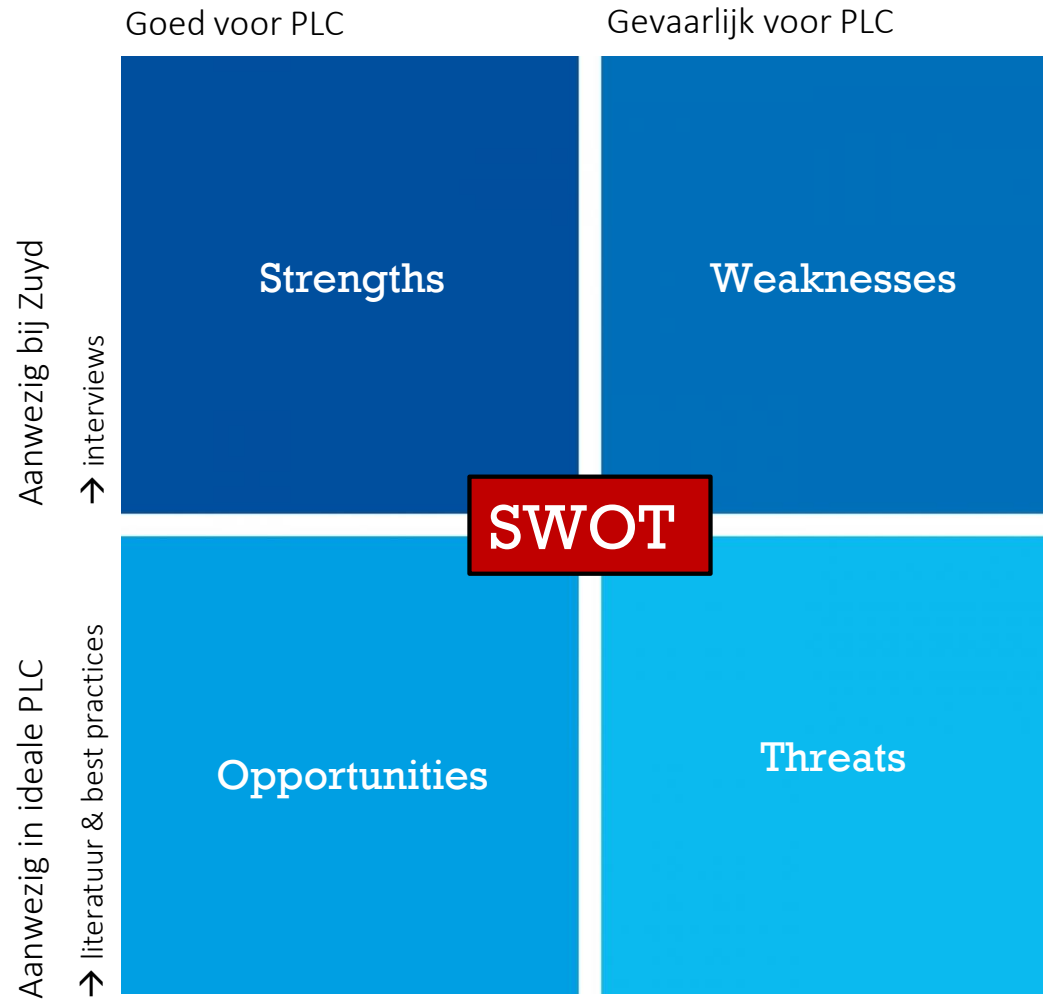 Goed voor PLC
Gevaarlijk voor PLC
Aanwezig bij Zuyd
→ interviews
Strengths
Weaknesses
SWOT
Aanwezig in ideale PLC
→ literatuur & best practices
Opportunities
Threats